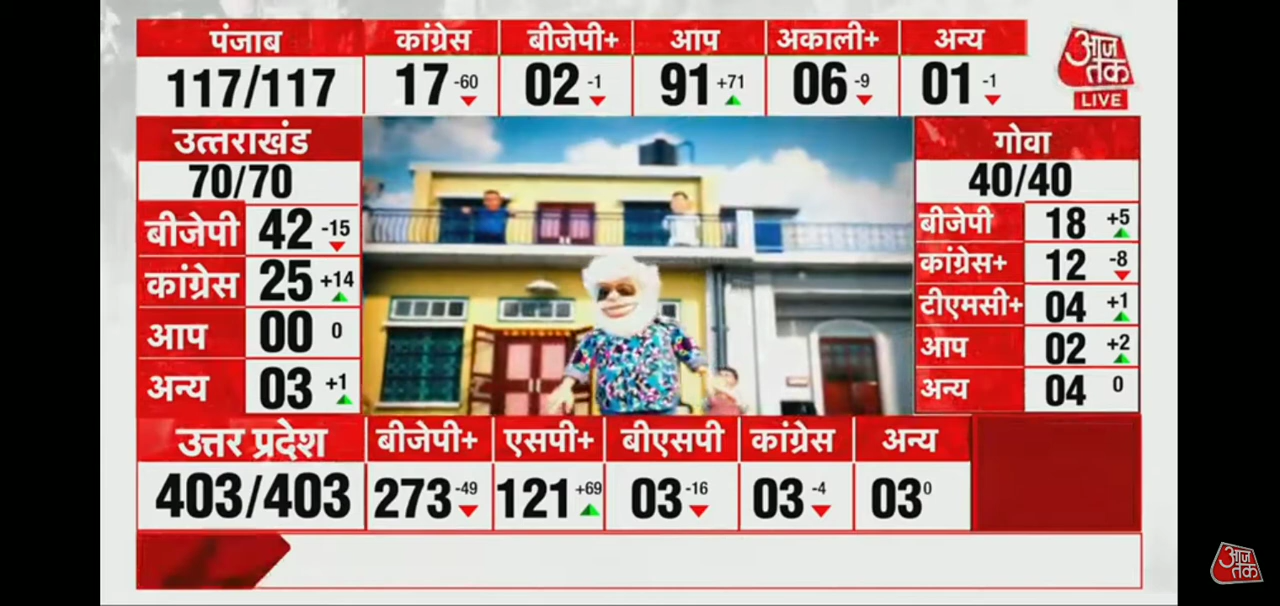 पंजाब कांग्रेस बीजेपी+ आप अकाली+ अन्य
117/117 17 -60 02 -1 91 +71 06 -9 01 -1
आज तक
LIVE
उत्तराखंड
70/70
बीजेपी 42 -15
कांग्रेस 25 +14
आप 00 0
अन्य 03 +1
गोवा
40/40
बीजेपी 18 +5
कांग्रेस+ 12 -8
टीएमसी+ 04 +1
आप 02 +2
अन्य 04 0
उत्तर प्रदेश बीजेपी+ एसपी+ बीएसपी कांग्रेस अन्य
403/403 273 -49 121 +69 03 -16 03 -4 03 0
आज तक